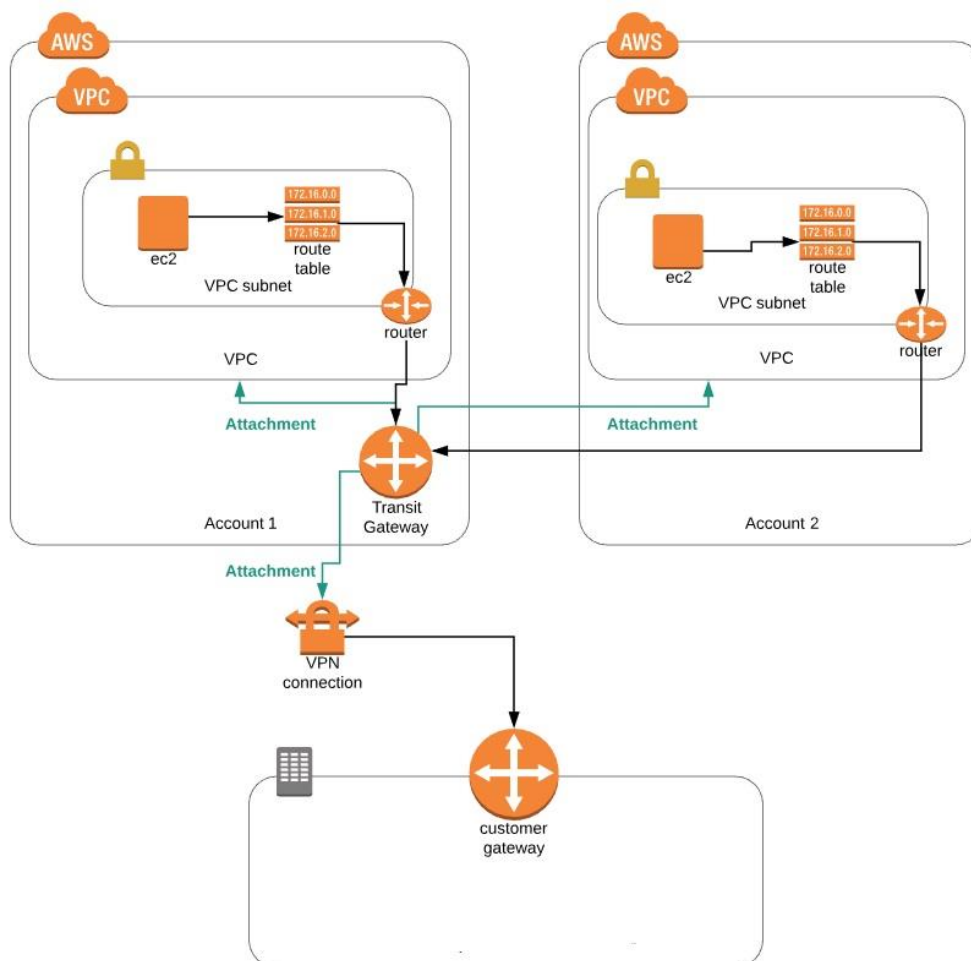 AWS
VPC
172.16.0.0
172.16.1.0
172.16.2.0
ec2
route
table
VPC subnet
router
VPC
Attachment
Transit
Gateway
Account 1
AWS
VPC
172.16.0.0
172.16.1.0
172.16.2.0
ec2
route
table
VPC subnet
router
VPC
Attachment
Account 2
Attachment
VPN
connection
customer
gateway